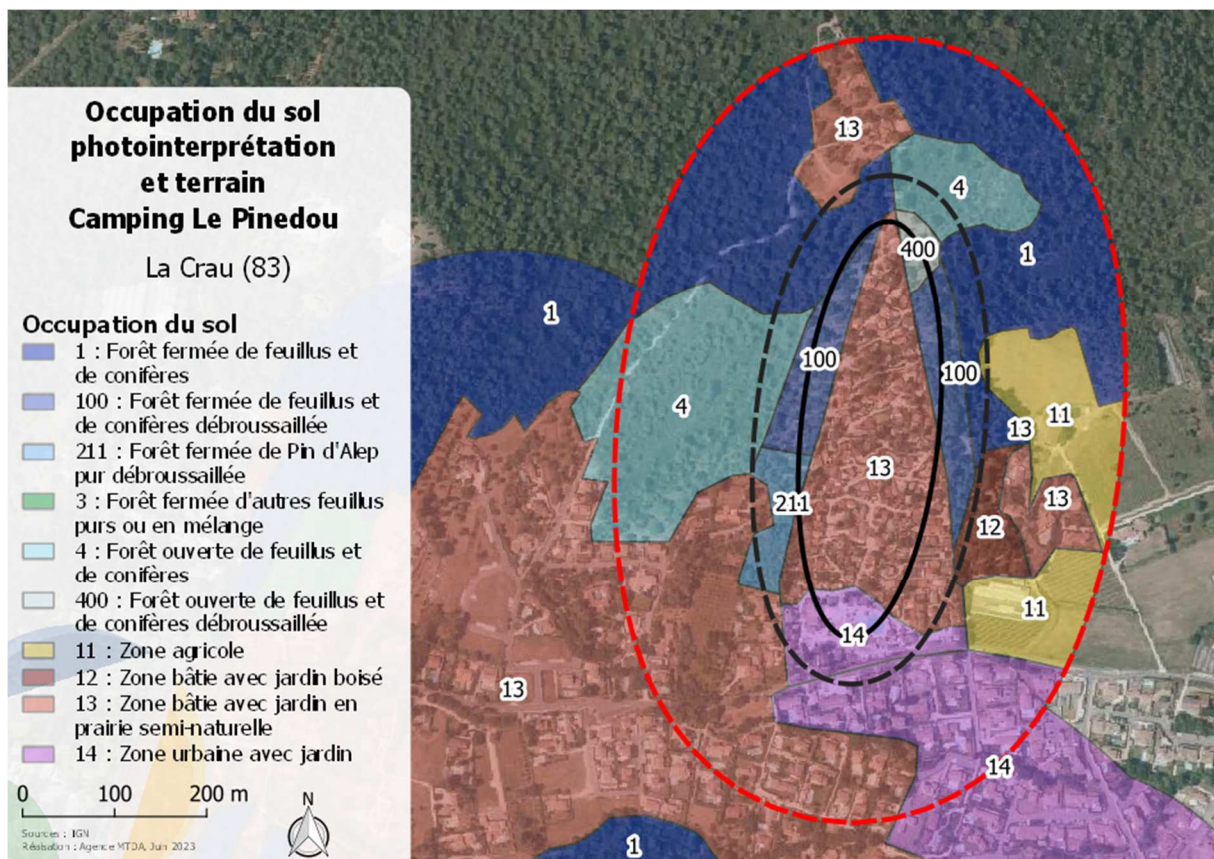 Occupation du sol
photointerprétation
et terrain
Camping Le Pinedou
La Crau (83)
Occupation du sol
1 : Forêt fermée de feuillus et
de conifères
100 : Forêt fermée de feuillus et
de conifères débroussaillée
211 : Forêt fermée de Pin d'Alep
pur débroussaillée
3 : Forêt fermée d'autres feuillus
purs ou en mélange
4 : Forêt ouverte de feuillus et
de conifères
400 : Forêt ouverte de feuillus et
de conifères débroussaillée
11 : Zone agricole
12 : Zone bâtie avec jardin boisé
13 : Zone bâtie avec jardin en
prairie semi-naturelle
14 : Zone urbaine avec jardin
0 100 200 m
N
Sources : IGN
Réalisation : Agence MTDA, Juin 2023
13
4
400
1
1
100
100
4
11
13
13
211
13
12
11
14
13
14
1